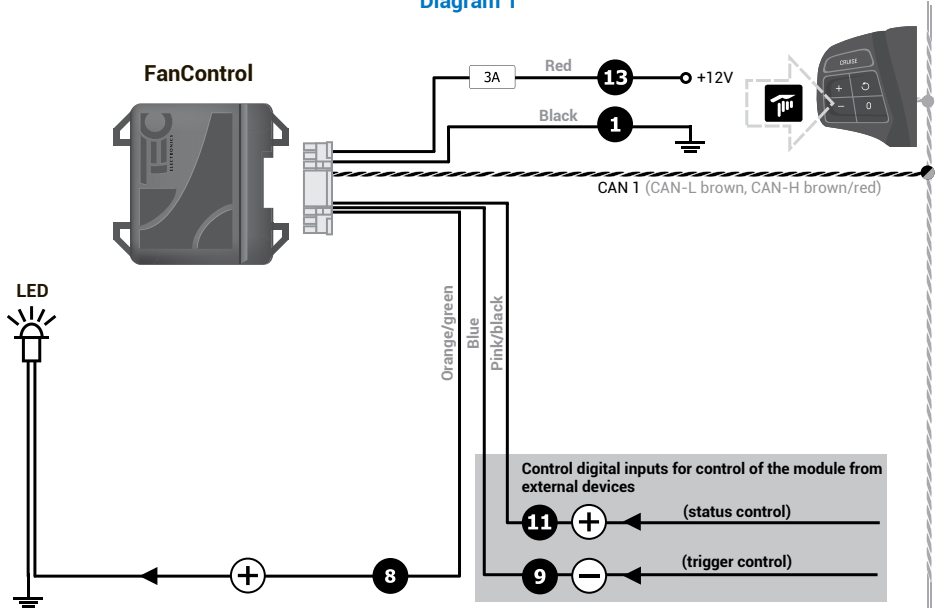 Diagram 1
FanControl
3A
Red
13
+12V
Black
1
CRUISE
+
−
0
CAN 1 (CAN-L brown, CAN-H brown/red)
ELECTRONICS
LED
Orange/green
Blue
Pink/black
Control digital inputs for control of the module from
external devices
11
+
(status control)
8
+
9
−
(trigger control)